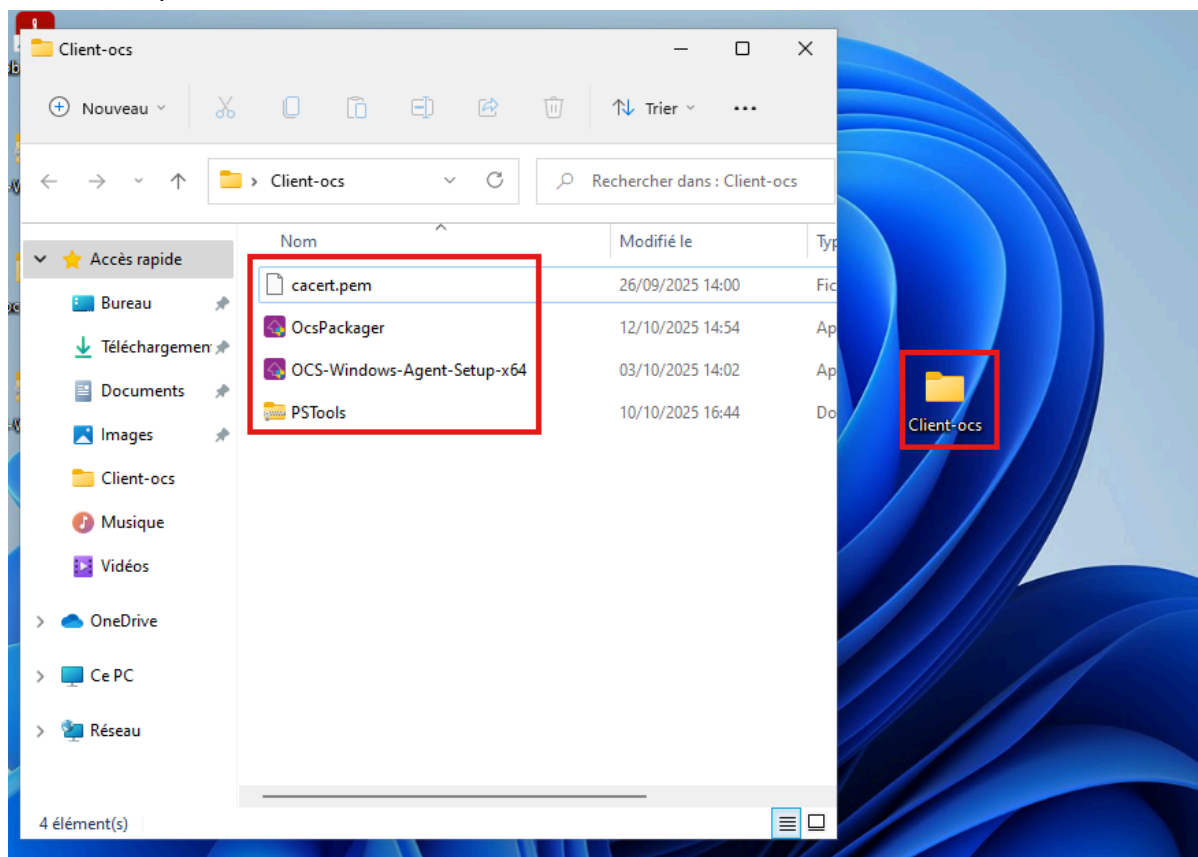 Client-ocs
Nouveau
Trier
Client-ocs
Rechercher dans : Client-ocs
Nom Modifié le
Accès rapide
cacert.pem 26/09/2025 14:00 Fic
Bureau
OcsPackager 12/10/2025 14:54 Ap
Téléchargemen
OCS-Windows-Agent-Setup-x64 03/10/2025 14:02 Ap
Documents
PSTools 10/10/2025 16:44 Do
Images
Client-ocs
Client-ocs
Musique
Vidéos
OneDrive
Ce PC
Réseau
4 élément(s)